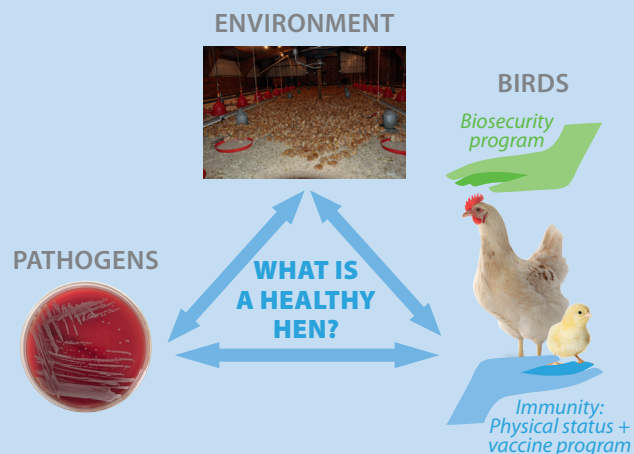 ENVIRONMENT
BIRDS
Biosecurity
program
PATHOGENS
WHAT IS
A HEALTHY
HEN?
Immunity:
Physical status +
vaccine program